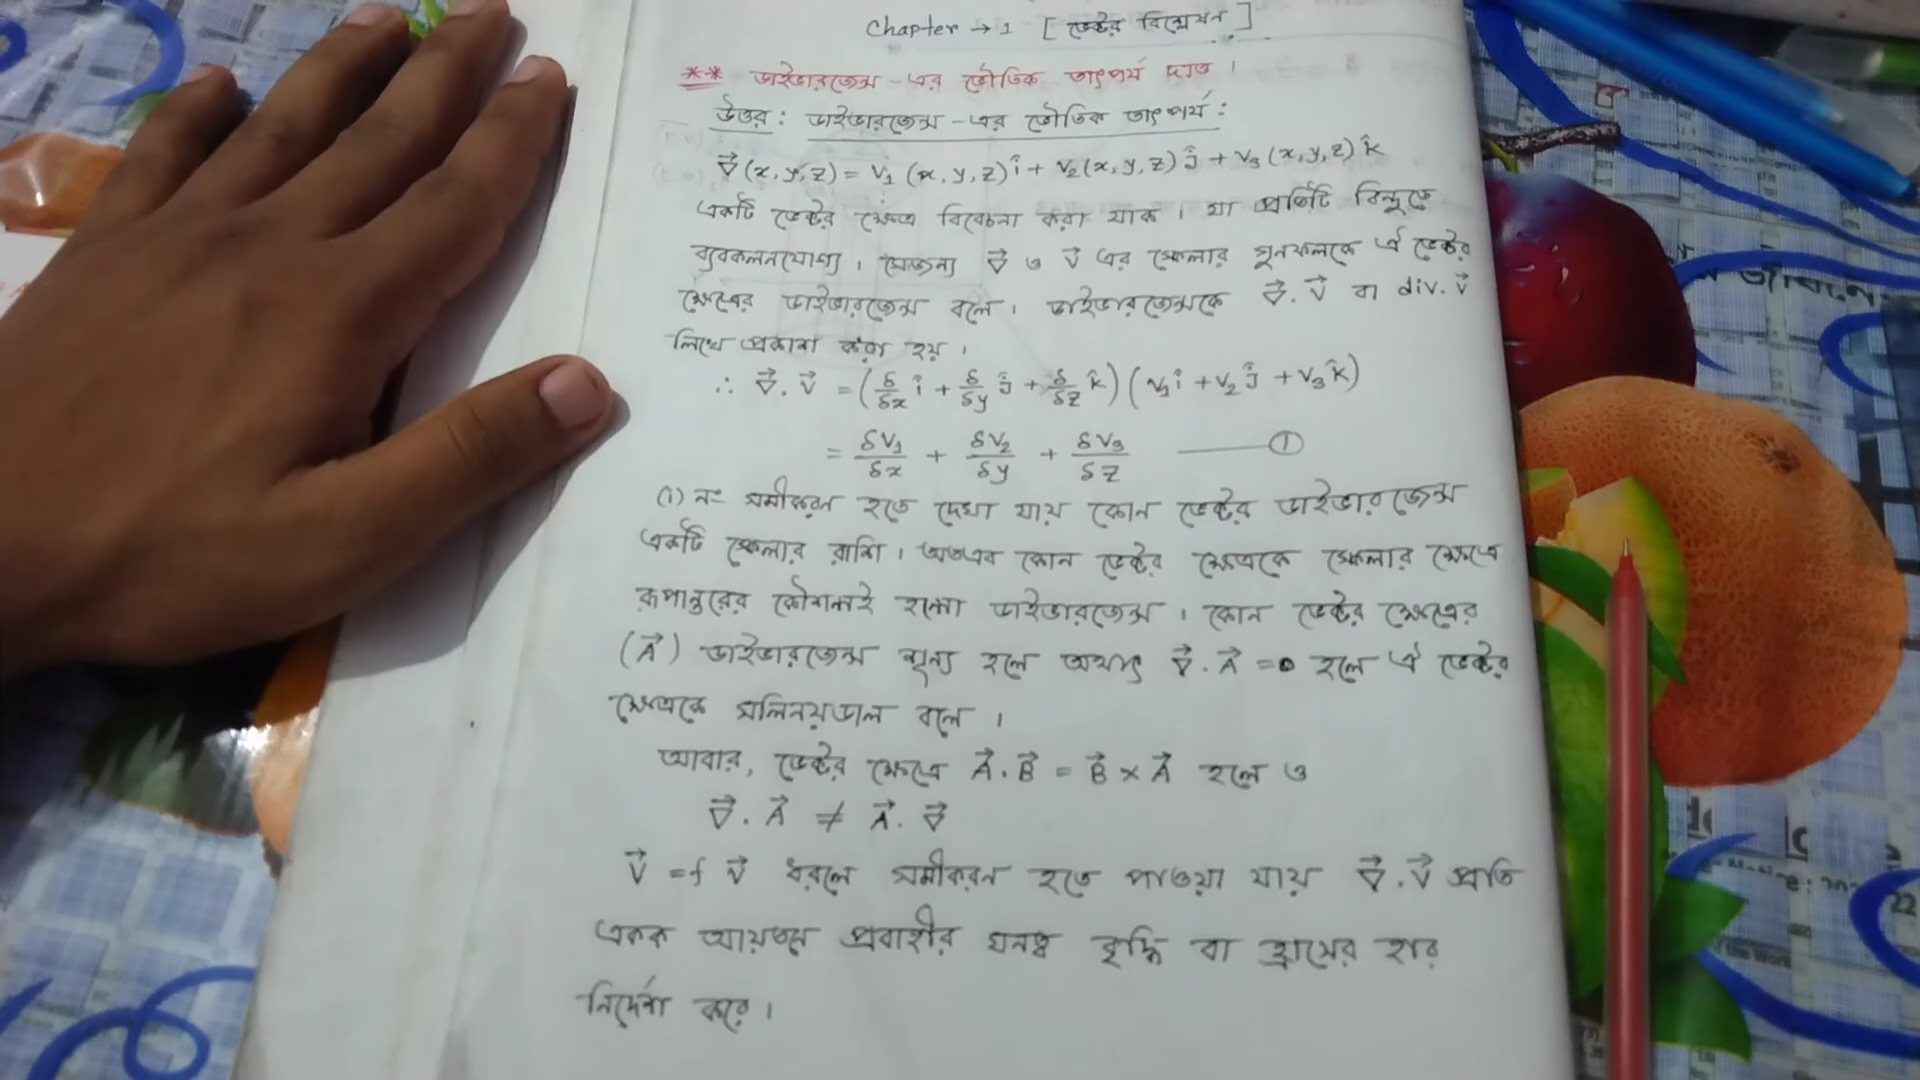 Chapter → 1 [ ভেক্টর বিশ্লেষন ]
** ডাইভারজেন্স -এর ভৌতিক তাৎপর্য দাও ।
উত্তর : ডাইভারজেন্স -এর ভৌতিক তাৎপর্য :
∇⃗ (x, y, z) = V₁ (x, y, z) î + V₂ (x, y, z) ĵ + V₃ (x, y, z) k̂
একটি ভেক্টর ক্ষেত্র বিবেচনা করা যাক । যা প্রতিটি বিন্দুতে
ব্যবকলনযোগ্য । সেজন্য ∇⃗ ও V⃗ এর স্কেলার গুনফলকে ঐ ভেক্টর
ক্ষেত্রের ডাইভারজেন্স বলে । ডাইভারজেন্সকে ∇⃗. V⃗ বা div. V⃗
লিখে প্রকাশ করা হয় ।
∴ ∇⃗. V⃗ = (δ/δx î + δ/δy ĵ + δ/δz k̂) (V₁î + V₂ĵ + V₃k̂)
= δV₁/δx + δV₂/δy + δV₃/δz —— ①
(i) নং সমীকরন হতে দেখা যায় কোন ভেক্টর ডাইভারজেন্স
একটি স্কেলার রাশি । অতএব কোন ভেক্টর ক্ষেত্রকে স্কেলার ক্ষেত্রে
রূপান্তরের কৌশলই হলো ডাইভারজেন্স । কোন ভেক্টর ক্ষেত্রের
(A⃗) ডাইভারজেন্স শূন্য হলে অর্থাৎ ∇⃗. A⃗ = 0 হলে ঐ ভেক্টর
ক্ষেত্রকে সলিনয়ডাল বলে ।
আবার, ভেক্টর ক্ষেত্রে A⃗. B⃗ = B⃗ × A⃗ হলে ও
∇⃗. A⃗ ≠ A⃗. ∇⃗
V⃗ = f V⃗ ধরলে সমীকরন হতে পাওয়া যায় ∇⃗. V⃗ প্রতি
একক আয়তনে প্রবাহীর ঘনত্ব বৃদ্ধি বা হ্রাসের হার
নির্দেশ করে ।